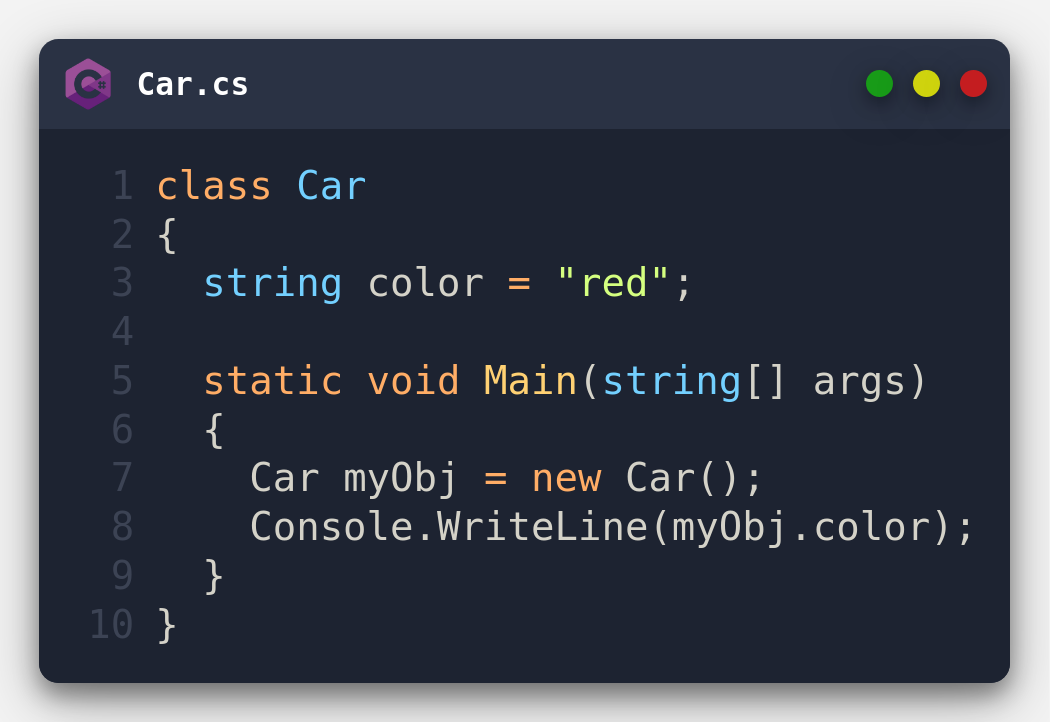 Car.cs
1 class Car
2 {
3   string color = "red";
4
5   static void Main(string[] args)
6   {
7     Car myObj = new Car();
8     Console.WriteLine(myObj.color);
9   }
10 }